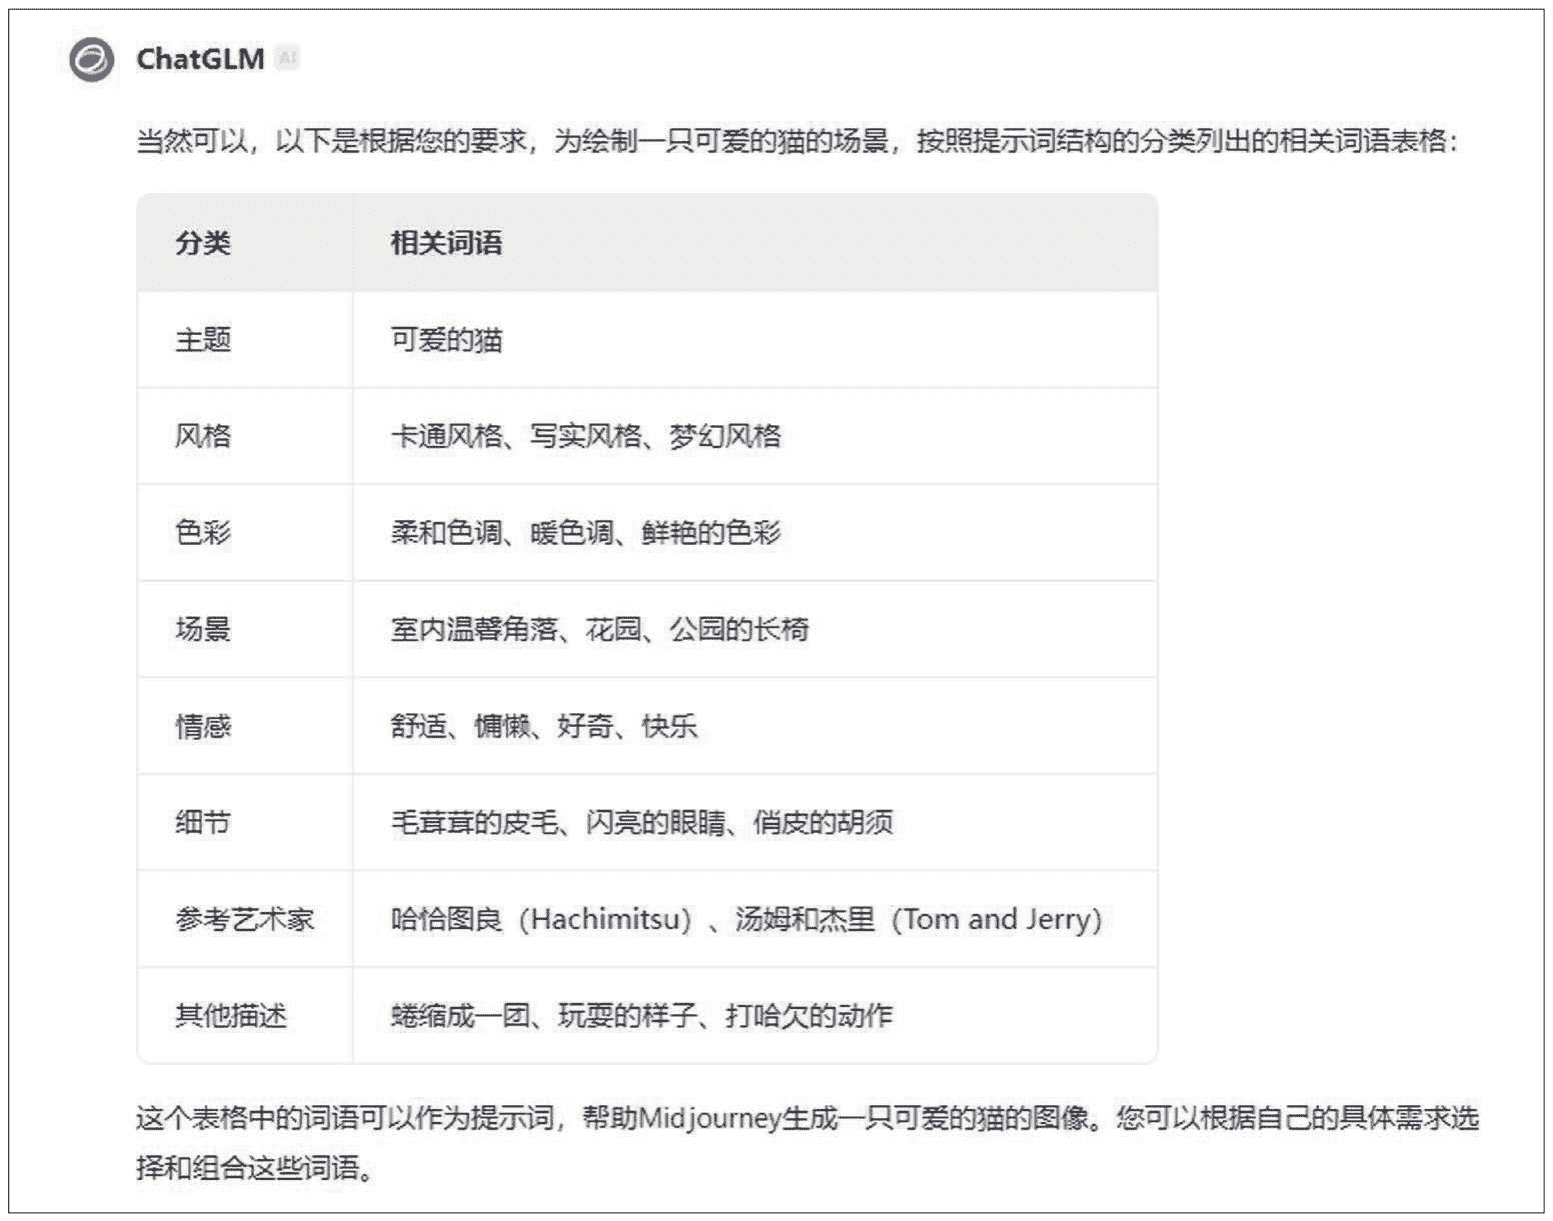 ChatGLM AI
当然可以，以下是根据您的要求，为绘制一只可爱的猫的场景，按照提示词结构的分类列出的相关词语表格：
分类 相关词语
主题 可爱的猫
风格 卡通风格、写实风格、梦幻风格
色彩 柔和色调、暖色调、鲜艳的色彩
场景 室内温馨角落、花园、公园的长椅
情感 舒适、慵懒、好奇、快乐
细节 毛茸茸的皮毛、闪亮的眼睛、俏皮的胡须
参考艺术家 哈恰图良（Hachimitsu）、汤姆和杰里（Tom and Jerry）
其他描述 蜷缩成一团、玩耍的样子、打哈欠的动作
这个表格中的词语可以作为提示词，帮助Midjourney生成一只可爱的猫的图像。您可以根据自己的具体需求选
择和组合这些词语。